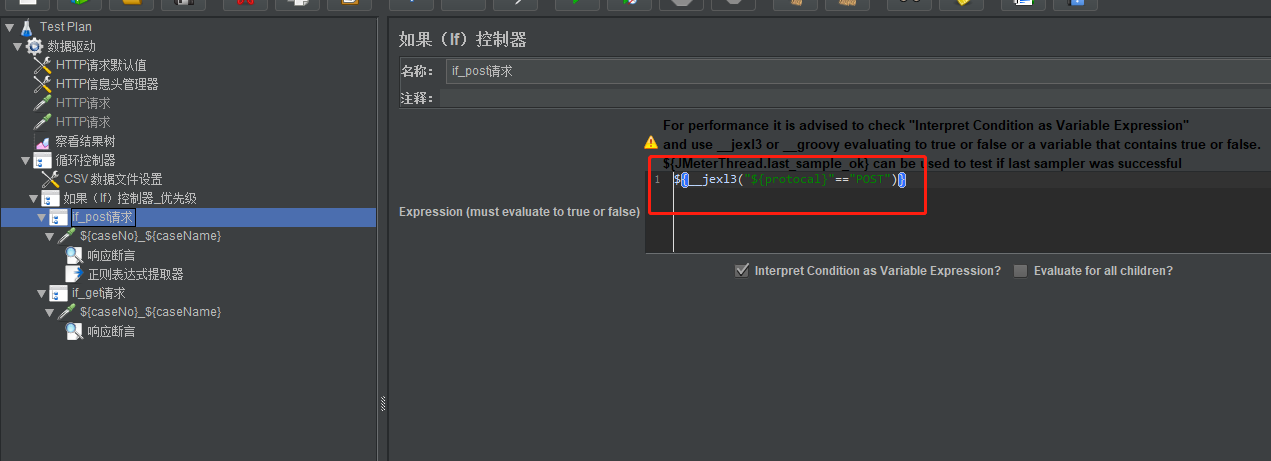 Test Plan
数据驱动
HTTP请求默认值
HTTP信息头管理器
HTTP请求
HTTP请求
察看结果树
循环控制器
CSV 数据文件设置
如果（If）控制器_优先级
if_post请求
${caseNo}_${caseName}
响应断言
正则表达式提取器
if_get请求
${caseNo}_${caseName}
响应断言
如果（If）控制器
名称： if_post请求
注释：
For performance it is advised to check "Interpret Condition as Variable Expression"
and use __jexl3 or __groovy evaluating to true or false or a variable that contains true or false.
${JMeterThread.last_sample_ok} can be used to test if last sampler was successful
1 ${__jexl3("${protocal}"=="POST")}
Expression (must evaluate to true or false)
Interpret Condition as Variable Expression? Evaluate for all children?